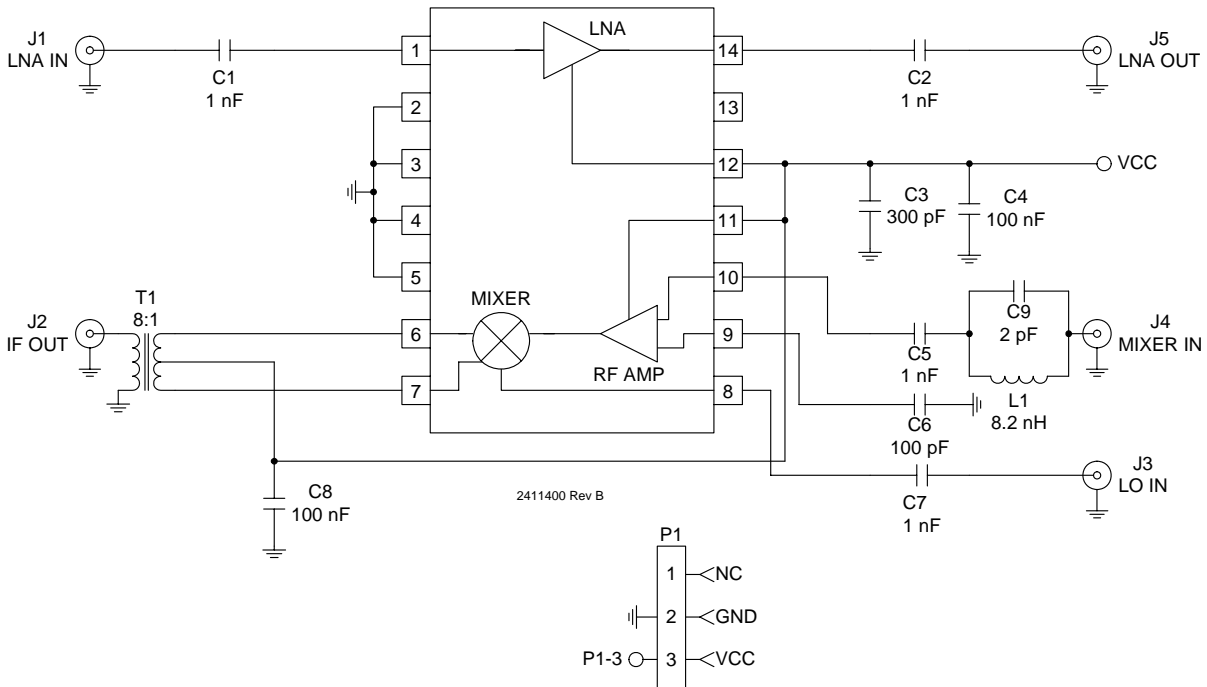 LNA
J1
LNA IN
C1
1 nF
1
14
C2
1 nF
J5
LNA OUT
2
13
3
12
VCC
C3
300 pF
C4
100 nF
4
11
5
10
T1
8:1
MIXER
J2
IF OUT
6
9
RF AMP
C5
1 nF
C9
2 pF
L1
8.2 nH
J4
MIXER IN
7
8
C6
100 pF
C7
1 nF
J3
LO IN
C8
100 nF
2411400 Rev B
P1
1
NC
2
GND
P1-3
3
VCC